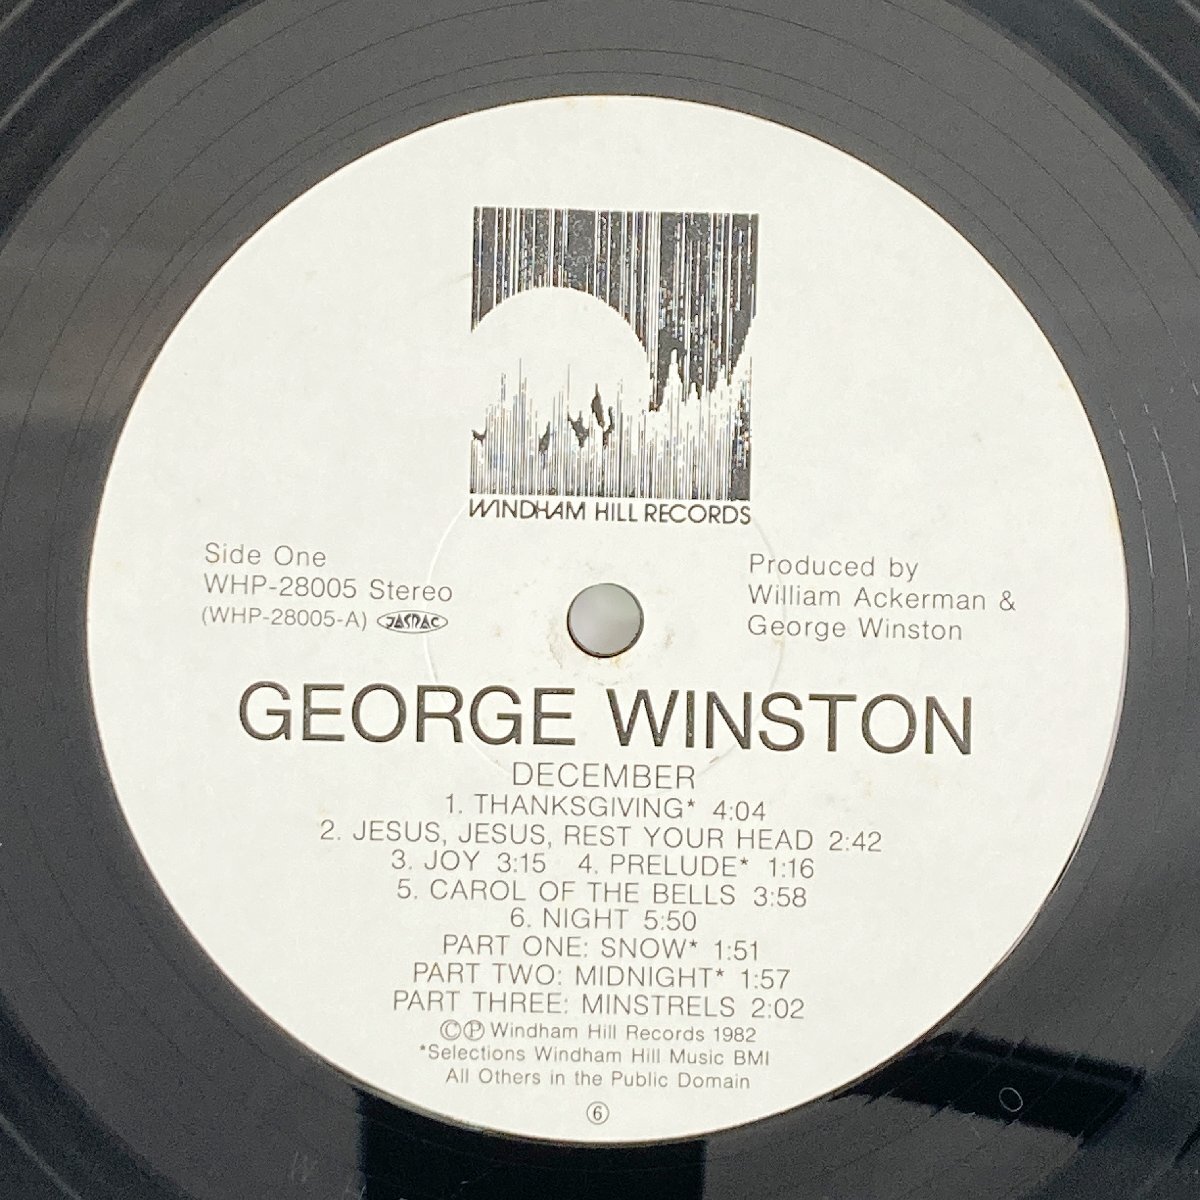 WINDHAM HILL RECORDS
Side One
WHP-28005 Stereo
(WHP-28005-A) JASRAC
Produced by
William Ackerman &
George Winston
GEORGE WINSTON
DECEMBER
1. THANKSGIVING* 4:04
2. JESUS, JESUS, REST YOUR HEAD 2:42
3. JOY 3:15 4. PRELUDE* 1:16
5. CAROL OF THE BELLS 3:58
6. NIGHT 5:50
PART ONE: SNOW* 1:51
PART TWO: MIDNIGHT* 1:57
PART THREE: MINSTRELS 2:02
©℗ Windham Hill Records 1982
*Selections Windham Hill Music BMI
All Others in the Public Domain
⑥